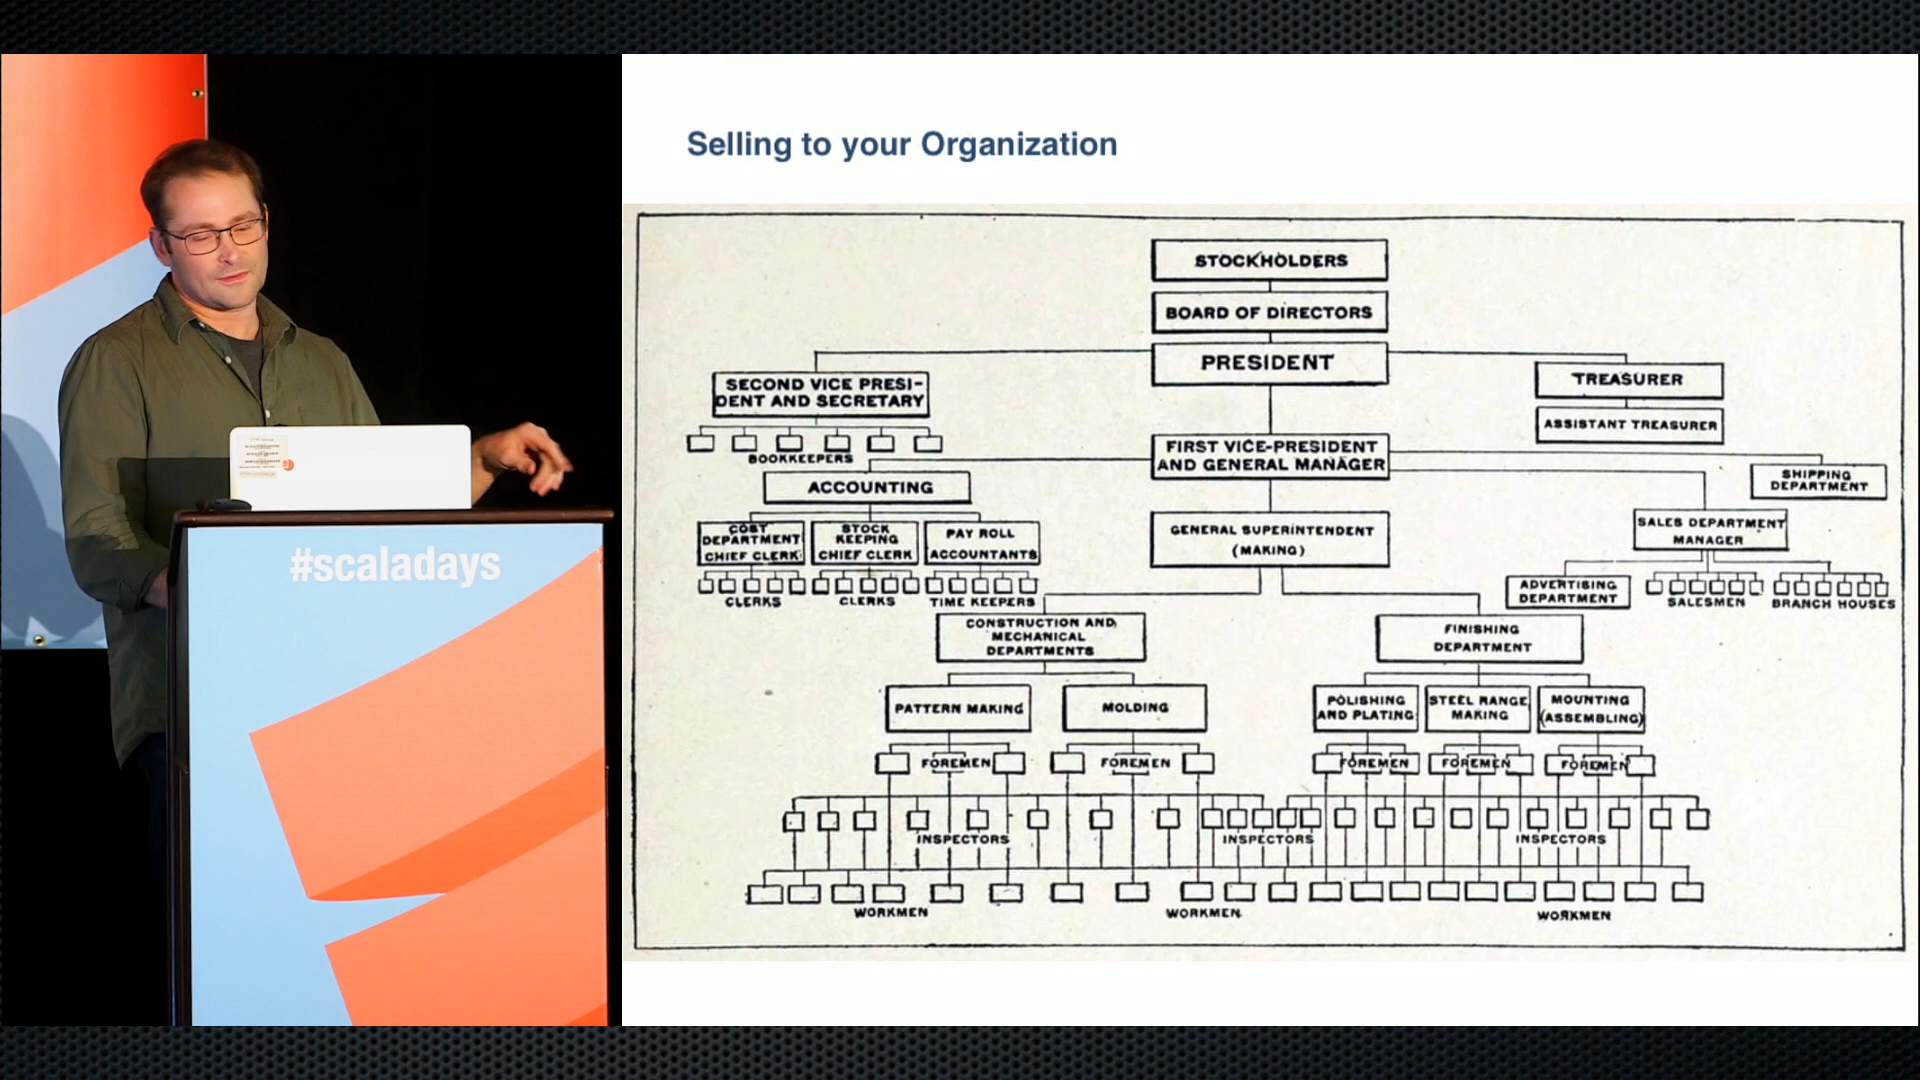 Selling to your Organization
STOCKHOLDERS
BOARD OF DIRECTORS
PRESIDENT
SECOND VICE PRESI-
DENT AND SECRETARY
TREASURER
ASSISTANT TREASURER
BOOKKEEPERS
FIRST VICE-PRESIDENT
AND GENERAL MANAGER
SHIPPING
DEPARTMENT
ACCOUNTING
COST
DEPARTMENT
CHIEF CLERK
STOCK
KEEPING
CHIEF CLERK
PAY ROLL
ACCOUNTANTS
GENERAL SUPERINTENDENT
(MAKING)
SALES DEPARTMENT
MANAGER
CLERKS
CLERKS
TIME KEEPERS
ADVERTISING
DEPARTMENT
SALESMEN
BRANCH HOUSES
CONSTRUCTION AND
MECHANICAL
DEPARTMENTS
FINISHING
DEPARTMENT
PATTERN MAKING
MOLDING
POLISHING
AND PLATING
STEEL RANGE
MAKING
MOUNTING
(ASSEMBLING)
FOREMEN
FOREMEN
FOREMEN
FOREMEN
FOREMEN
INSPECTORS
INSPECTORS
INSPECTORS
WORKMEN
WORKMEN
WORKMEN
#scaladays